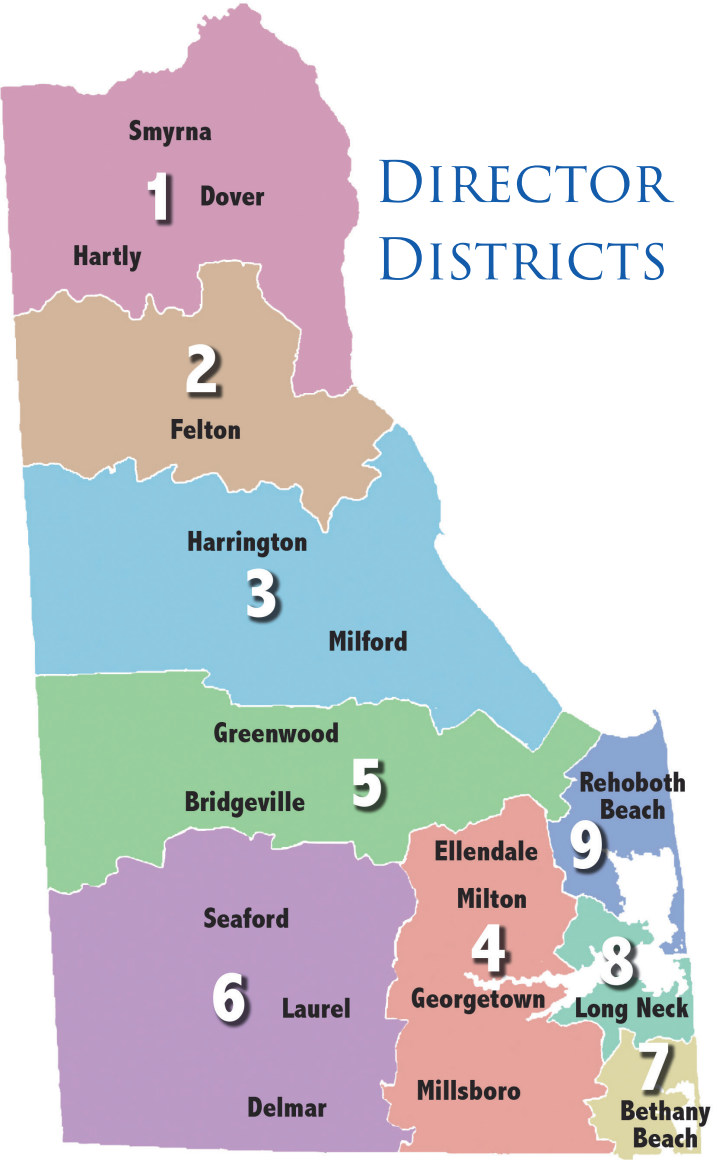 DIRECTOR
DISTRICTS
Smyrna
1
Dover
Hartly
2
Felton
Harrington
3
Milford
Greenwood
5
Bridgeville
Rehoboth
Beach
9
Ellendale
Milton
4
Georgetown
Millsboro
Seaford
6
Laurel
Delmar
8
Long Neck
7
Bethany
Beach